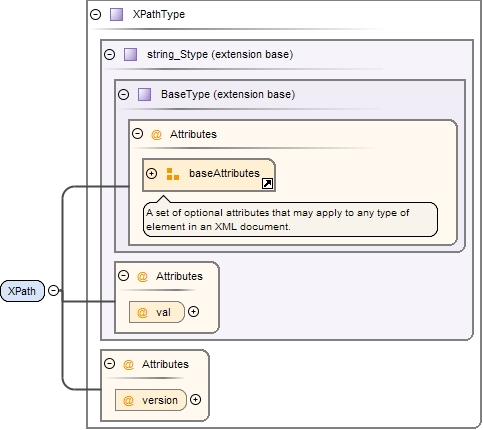 XPathType
string_Stype (extension base)
BaseType (extension base)
@ Attributes
baseAttributes
A set of optional attributes that may apply to any type of
element in an XML document.
@ Attributes
XPath
@ val
@ Attributes
@ version